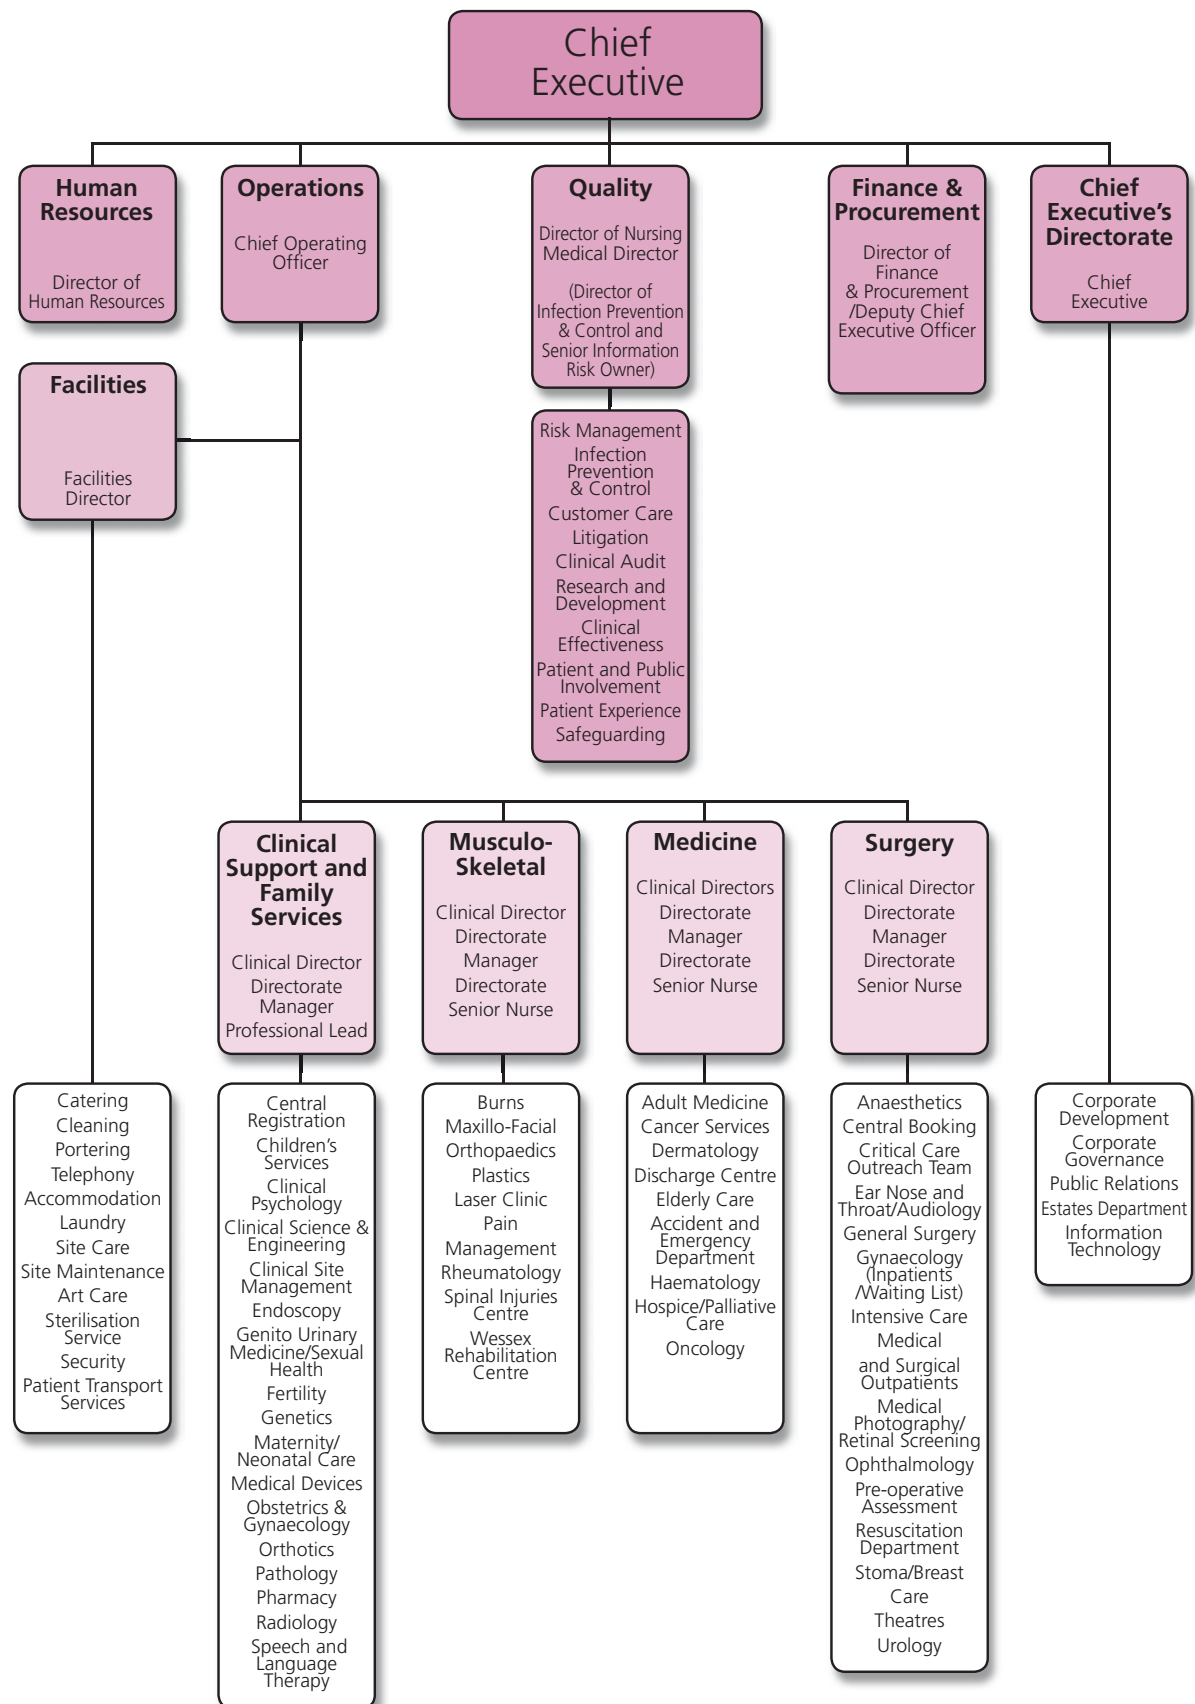 Chief
Executive
Human
Resources
Director of
Human Resources
Operations
Chief Operating
Officer
Quality
Director of Nursing
Medical Director
(Director of
Infection Prevention
& Control and
Senior Information
Risk Owner)
Finance &
Procurement
Director of
Finance
& Procurement
/Deputy Chief
Executive Officer
Chief
Executive's
Directorate
Chief
Executive
Facilities
Facilities
Director
Risk Management
Infection
Prevention
& Control
Customer Care
Litigation
Clinical Audit
Research and
Development
Clinical
Effectiveness
Patient and Public
Involvement
Patient Experience
Safeguarding
Clinical
Support and
Family
Services
Clinical Director
Directorate
Manager
Professional Lead
Musculo-
Skeletal
Clinical Director
Directorate
Manager
Directorate
Senior Nurse
Medicine
Clinical Directors
Directorate
Manager
Directorate
Senior Nurse
Surgery
Clinical Director
Directorate
Manager
Directorate
Senior Nurse
Catering
Cleaning
Portering
Telephony
Accommodation
Laundry
Site Care
Site Maintenance
Art Care
Sterilisation
Service
Security
Patient Transport
Services
Central
Registration
Children's
Services
Clinical
Psychology
Clinical Science &
Engineering
Clinical Site
Management
Endoscopy
Genito Urinary
Medicine/Sexual
Health
Fertility
Genetics
Maternity/
Neonatal Care
Medical Devices
Obstetrics &
Gynaecology
Orthotics
Pathology
Pharmacy
Radiology
Speech and
Language
Therapy
Burns
Maxillo-Facial
Orthopaedics
Plastics
Laser Clinic
Pain
Management
Rheumatology
Spinal Injuries
Centre
Wessex
Rehabilitation
Centre
Adult Medicine
Cancer Services
Dermatology
Discharge Centre
Elderly Care
Accident and
Emergency
Department
Haematology
Hospice/Palliative
Care
Oncology
Anaesthetics
Central Booking
Critical Care
Outreach Team
Ear Nose and
Throat/Audiology
General Surgery
Gynaecology
(Inpatients
/Waiting List)
Intensive Care
Medical
and Surgical
Outpatients
Medical
Photography/
Retinal Screening
Ophthalmology
Pre-operative
Assessment
Resuscitation
Department
Stoma/Breast
Care
Theatres
Urology
Corporate
Development
Corporate
Governance
Public Relations
Estates Department
Information
Technology